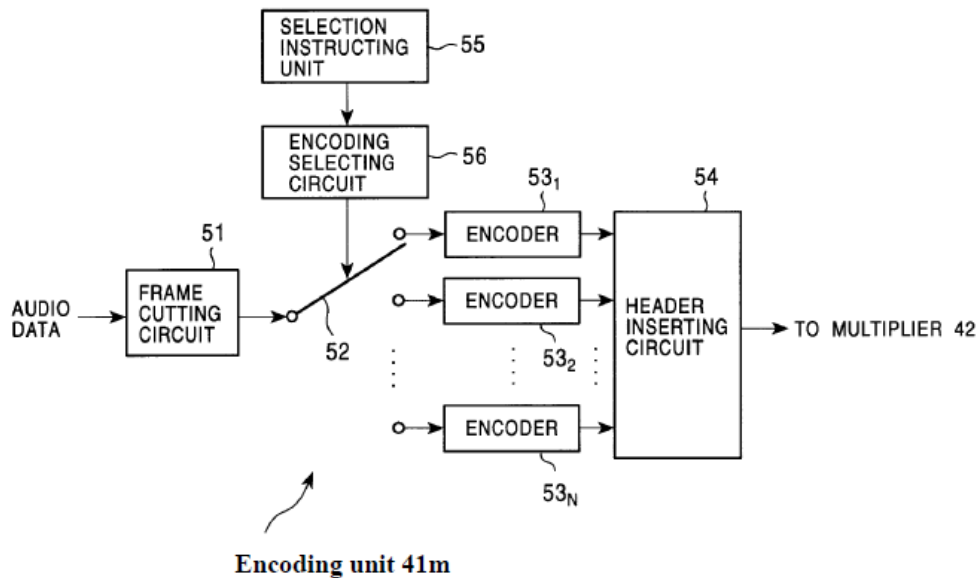 SELECTION
INSTRUCTING
UNIT
55
ENCODING
SELECTING
CIRCUIT
56
53₁
54
51
ENCODER
AUDIO
DATA
FRAME
CUTTING
CIRCUIT
52
ENCODER
53₂
HEADER
INSERTING
CIRCUIT
TO MULTIPLIER 42
ENCODER
53N
Encoding unit 41m